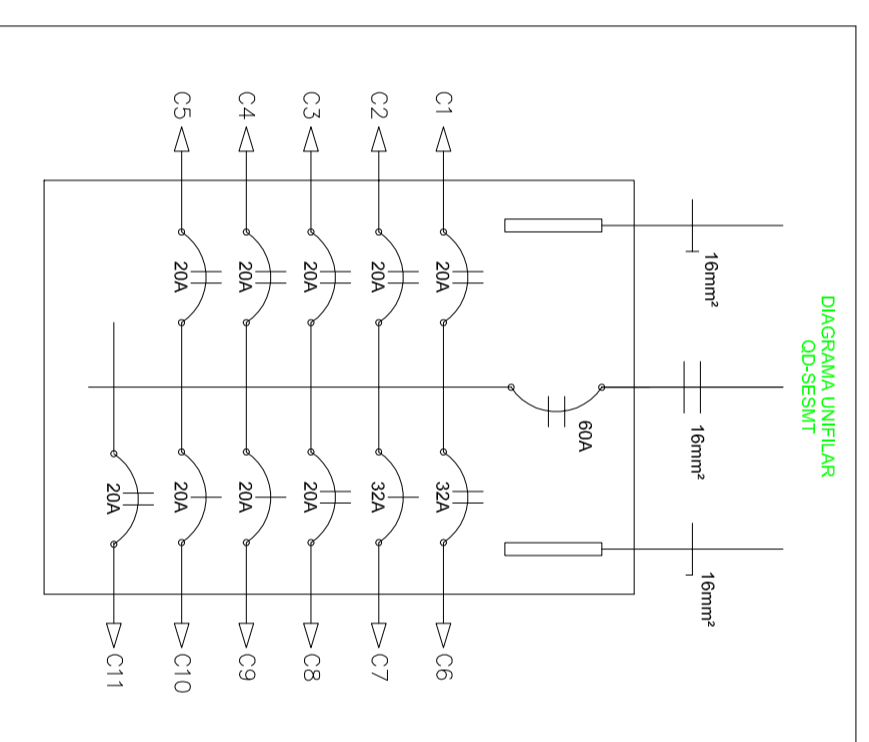 DIAGRAMA UNIFILAR
QD-SESMT
16mm²
16mm²
16mm²
60A
C1
20A
32A
C6
C2
20A
32A
C7
C3
20A
20A
C8
C4
20A
20A
C9
C5
20A
20A
C10
20A
C11